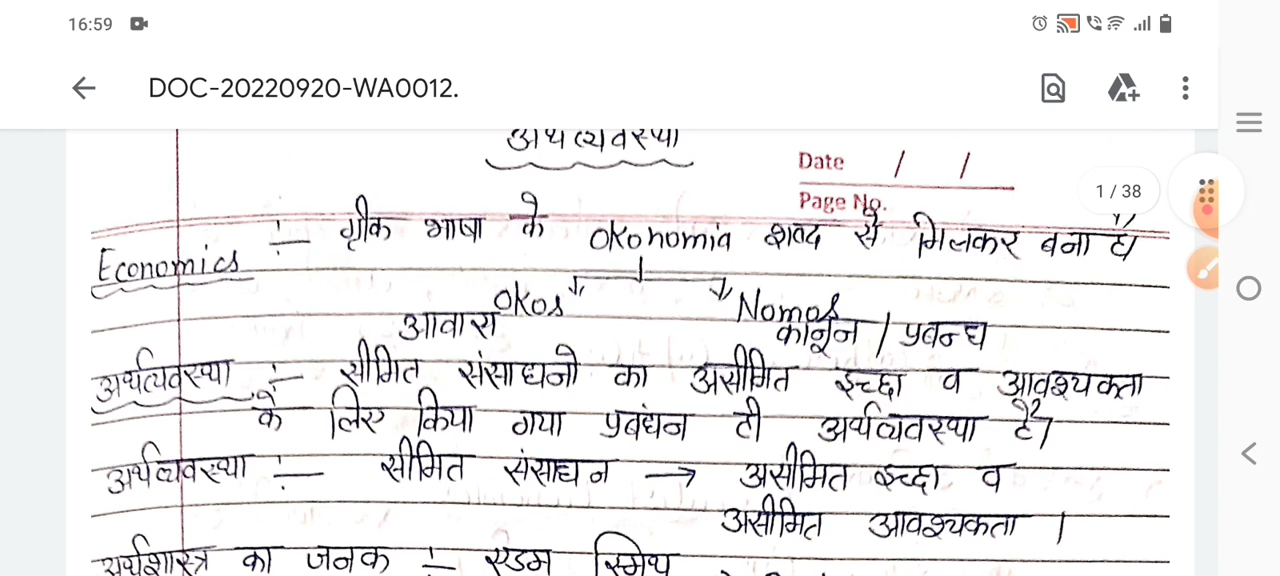 16:59
DOC-20220920-WA0012.
अर्थव्यवस्था
Date / /
Page No.
1 / 38
Economics :- ग्रीक भाषा के Okonomia शब्द से मिलकर बना है।
Okos Nomos
आवास कानून / प्रबन्ध
अर्थव्यवस्था :- सीमित संसाधनो का असीमित इच्छा व आवश्यकता
के लिए किया गया प्रबंधन ही अर्थव्यवस्था है।
अर्थव्यवस्था :- सीमित संसाधन → असीमित इच्छा व
असीमित आवश्यकता ।
अर्थशास्त्र का जनक :- एडम स्मिथ